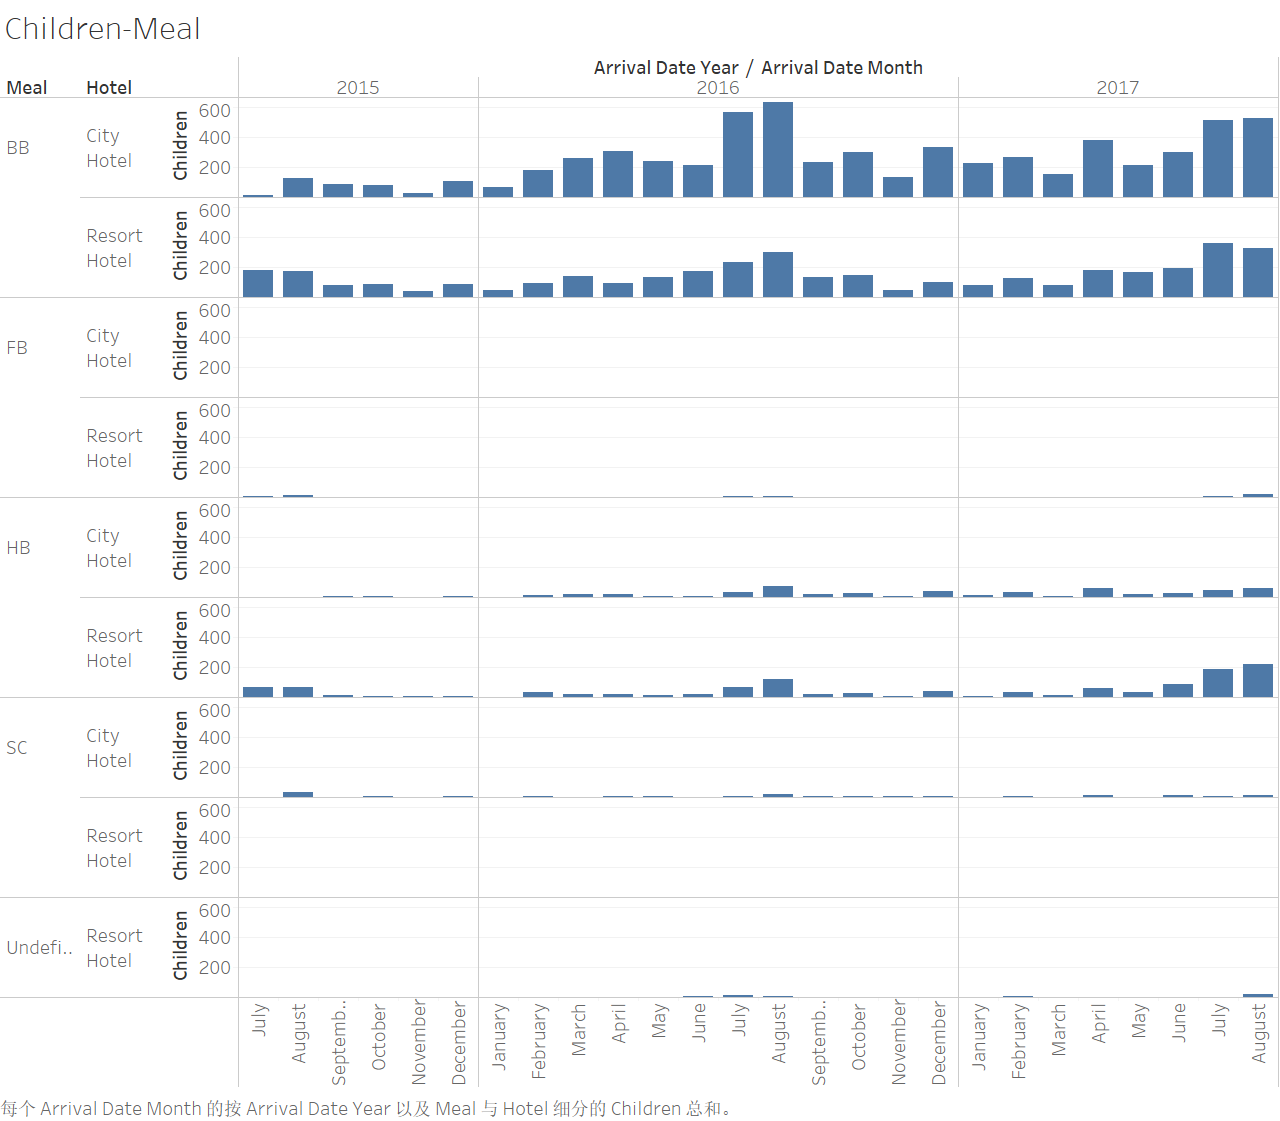 Children-Meal
Arrival Date Year / Arrival Date Month
Meal Hotel 2015 2016 2017
BB City Hotel Children 600 400 200
Resort Hotel Children 600 400 200
FB City Hotel Children 600 400 200
Resort Hotel Children 600 400 200
HB City Hotel Children 600 400 200
Resort Hotel Children 600 400 200
SC City Hotel Children 600 400 200
Resort Hotel Children 600 400 200
Undefi.. Resort Hotel Children 600 400 200
July August Septemb.. October November December January February March April May June July August Septemb.. October November December January February March April May June July August
每个 Arrival Date Month 的按 Arrival Date Year 以及 Meal 与 Hotel 细分的 Children 总和。